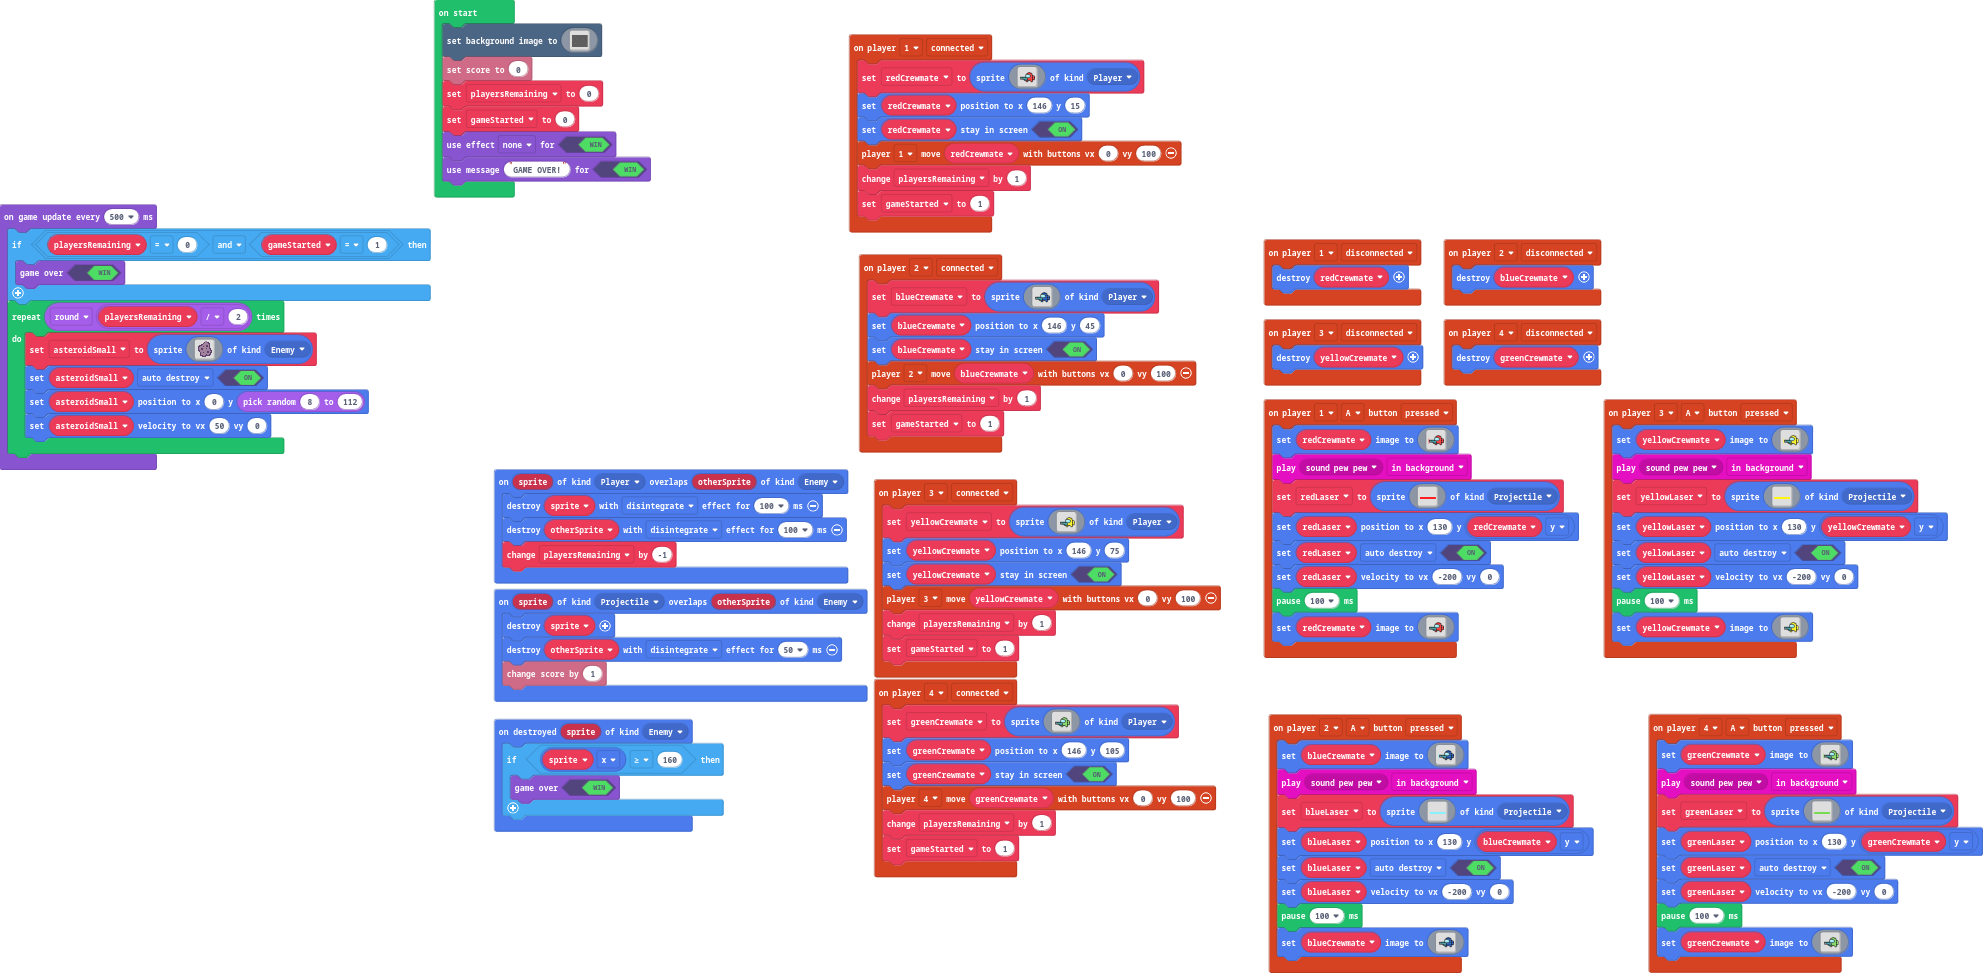 on start
set background image to
set score to 0
set playersRemaining to 0
set gameStarted to 0
use effect none for WIN
use message GAME OVER! for WIN
on game update every 500 ms
if playersRemaining = 0 and gameStarted = 1 then
game over WIN
repeat round playersRemaining / 2 times
do
set asteroidSmall to sprite of kind Enemy
set asteroidSmall auto destroy ON
set asteroidSmall position to x 0 y pick random 8 to 112
set asteroidSmall velocity to vx 50 vy 0
on sprite of kind Player overlaps otherSprite of kind Enemy
destroy sprite with disintegrate effect for 100 ms
destroy otherSprite with disintegrate effect for 100 ms
change playersRemaining by -1
on sprite of kind Projectile overlaps otherSprite of kind Enemy
destroy sprite
destroy otherSprite with disintegrate effect for 50 ms
change score by 1
on destroyed sprite of kind Enemy
if sprite x ≥ 160 then
game over WIN
on player 1 connected
set redCrewmate to sprite of kind Player
set redCrewmate position to x 146 y 15
set redCrewmate stay in screen ON
player 1 move redCrewmate with buttons vx 0 vy 100
change playersRemaining by 1
set gameStarted to 1
on player 2 connected
set blueCrewmate to sprite of kind Player
set blueCrewmate position to x 146 y 45
set blueCrewmate stay in screen ON
player 2 move blueCrewmate with buttons vx 0 vy 100
change playersRemaining by 1
set gameStarted to 1
on player 3 connected
set yellowCrewmate to sprite of kind Player
set yellowCrewmate position to x 146 y 75
set yellowCrewmate stay in screen ON
player 3 move yellowCrewmate with buttons vx 0 vy 100
change playersRemaining by 1
set gameStarted to 1
on player 4 connected
set greenCrewmate to sprite of kind Player
set greenCrewmate position to x 146 y 105
set greenCrewmate stay in screen ON
player 4 move greenCrewmate with buttons vx 0 vy 100
change playersRemaining by 1
set gameStarted to 1
on player 1 disconnected
destroy redCrewmate
on player 2 disconnected
destroy blueCrewmate
on player 3 disconnected
destroy yellowCrewmate
on player 4 disconnected
destroy greenCrewmate
on player 1 A button pressed
set redCrewmate image to
play sound pew pew in background
set redLaser to sprite of kind Projectile
set redLaser position to x 130 y redCrewmate y
set redLaser auto destroy ON
set redLaser velocity to vx -200 vy 0
pause 100 ms
set redCrewmate image to
on player 3 A button pressed
set yellowCrewmate image to
play sound pew pew in background
set yellowLaser to sprite of kind Projectile
set yellowLaser position to x 130 y yellowCrewmate y
set yellowLaser auto destroy ON
set yellowLaser velocity to vx -200 vy 0
pause 100 ms
set yellowCrewmate image to
on player 2 A button pressed
set blueCrewmate image to
play sound pew pew in background
set blueLaser to sprite of kind Projectile
set blueLaser position to x 130 y blueCrewmate y
set blueLaser auto destroy ON
set blueLaser velocity to vx -200 vy 0
pause 100 ms
set blueCrewmate image to
on player 4 A button pressed
set greenCrewmate image to
play sound pew pew in background
set greenLaser to sprite of kind Projectile
set greenLaser position to x 130 y greenCrewmate y
set greenLaser auto destroy ON
set greenLaser velocity to vx -200 vy 0
pause 100 ms
set greenCrewmate image to